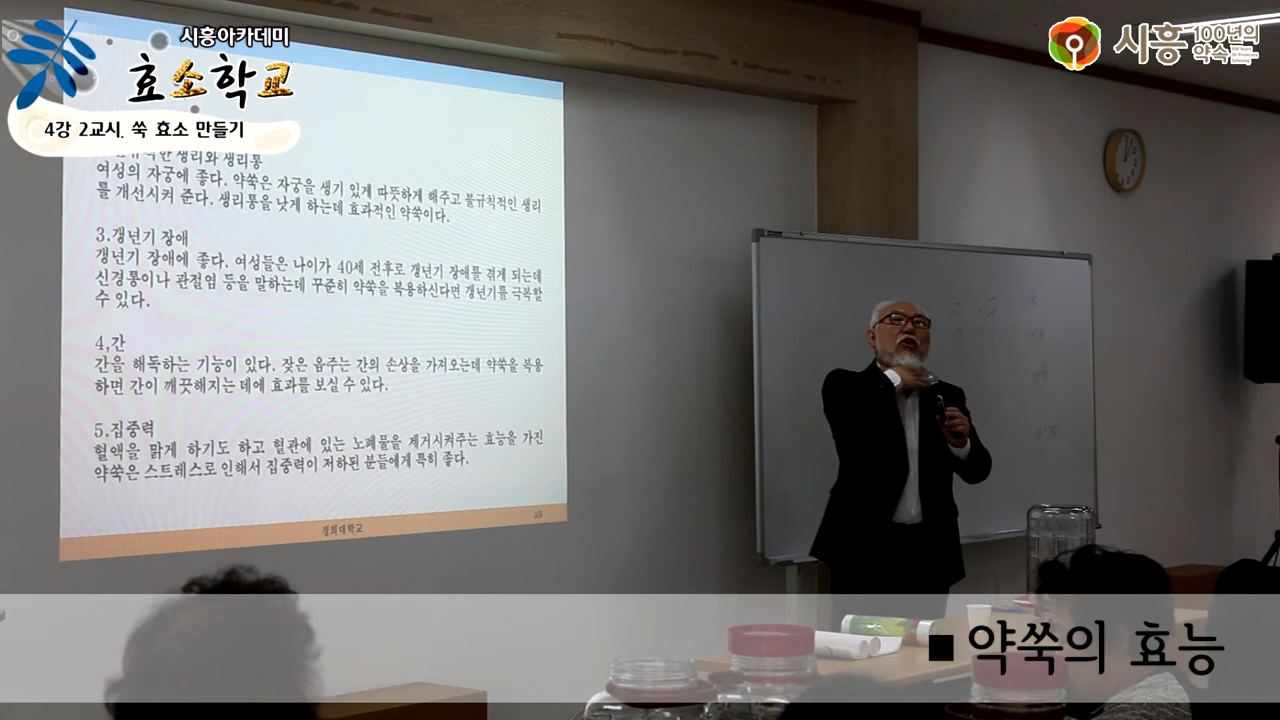 시흥아카데미
효소학교
4강 2교시. 쑥 효소 만들기
시흥 100년의 약속
생리와 생리통
여성의 자궁에 좋다. 약쑥은 자궁을 생기 있게 따뜻하게 해주고 불규칙적인 생리
를 개선시켜 준다. 생리통을 낫게 하는데 효과적인 약쑥이다.
3.갱년기 장애
갱년기 장애에 좋다. 여성들은 나이가 40세 전후로 갱년기 장애를 겪게 되는데
신경통이나 관절염 등을 말하는데 꾸준히 약쑥을 복용하신다면 갱년기를 극복할
수 있다.
4,간
간을 해독하는 기능이 있다. 잦은 음주는 간의 손상을 가져오는데 약쑥을 복용
하면 간이 깨끗해지는 데에 효과를 보실 수 있다.
5.집중력
혈액을 맑게 하기도 하고 혈관에 있는 노폐물을 제거시켜주는 효능을 가진
약쑥은 스트레스로 인해서 집중력이 저하된 분들에게 특히 좋다.
경희대학교
■ 약쑥의 효능